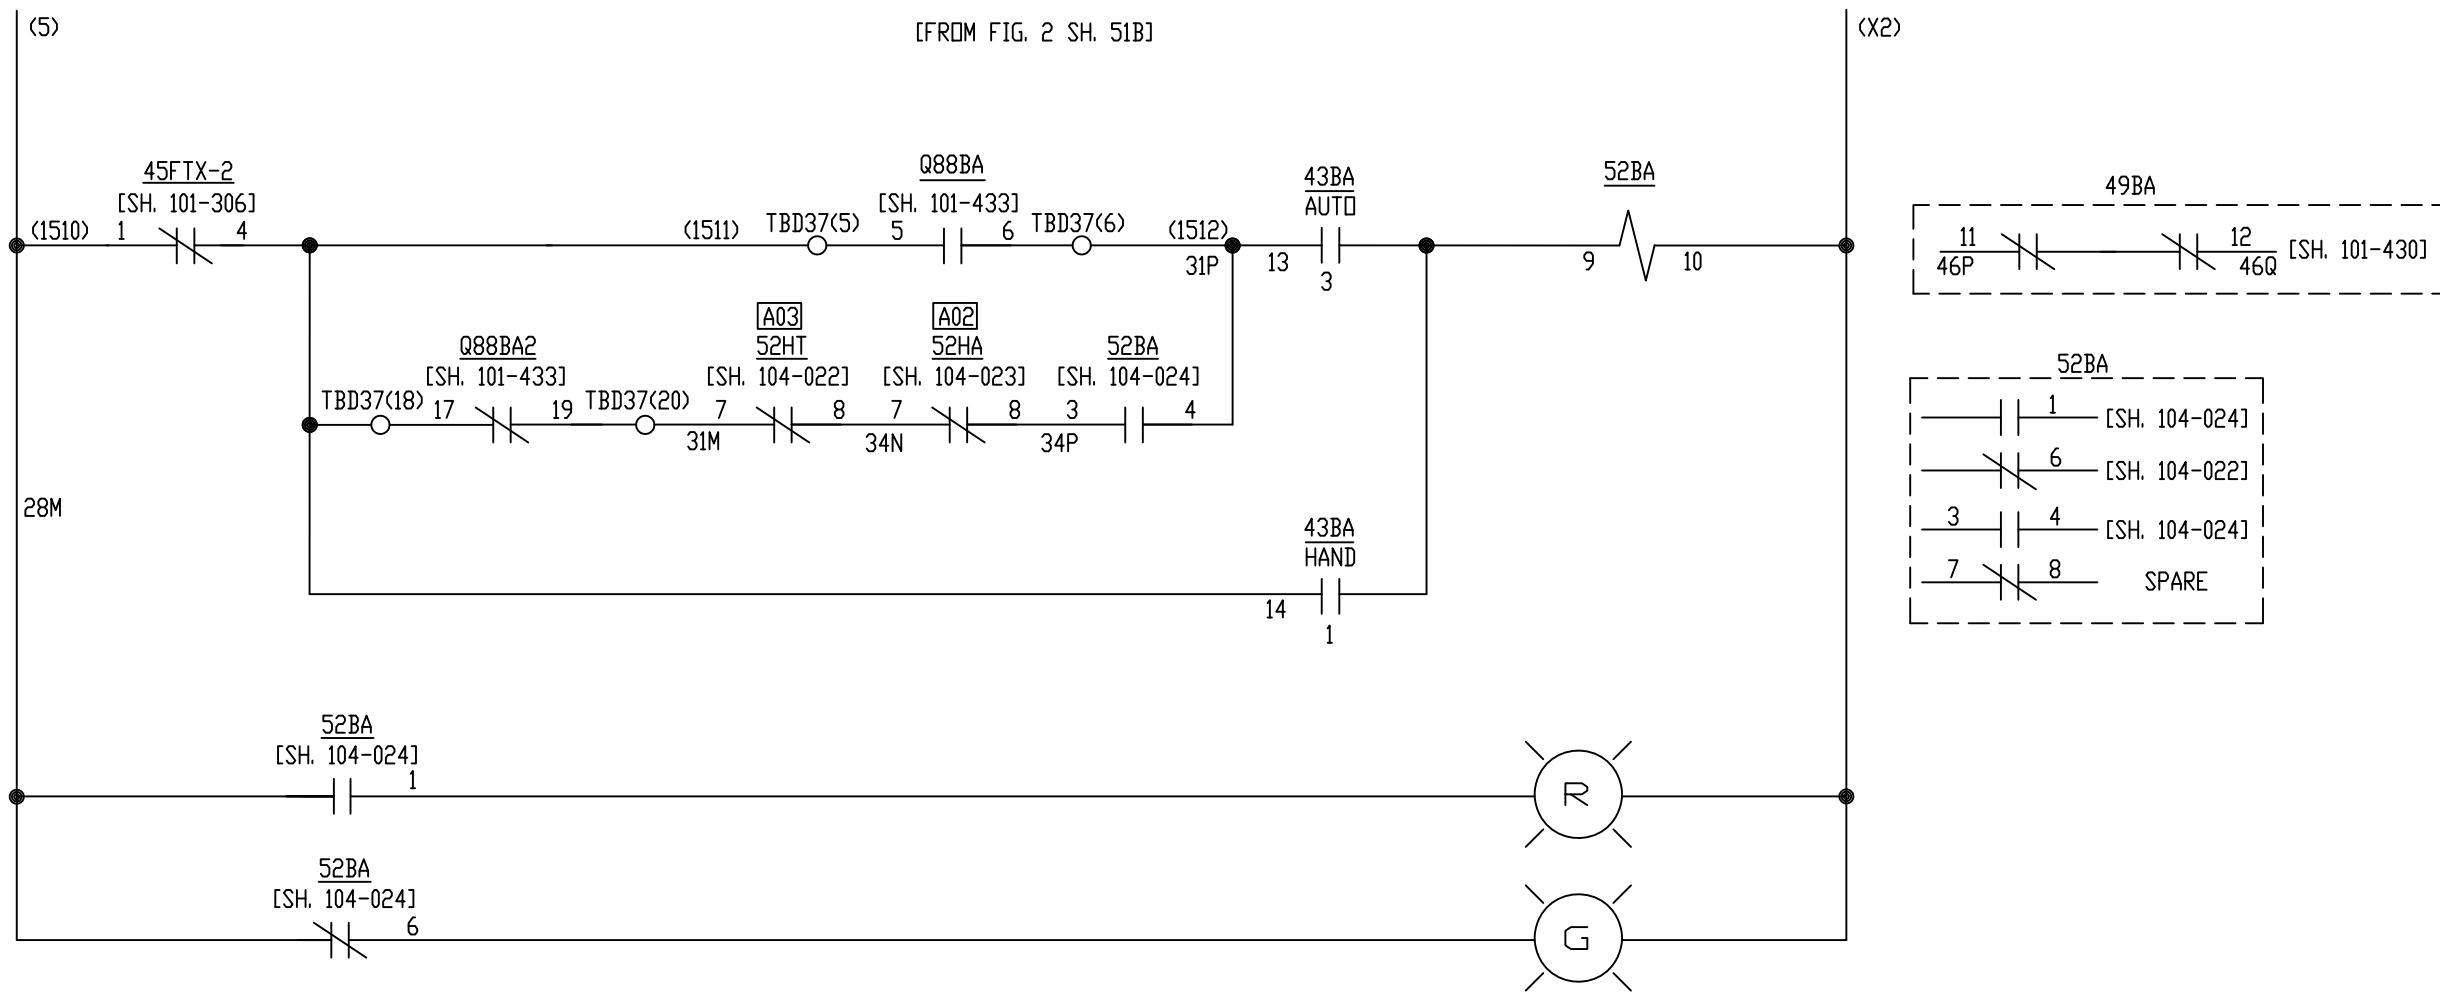 (5)
[FROM FIG. 2 SH. 51B]
(X2)
45FTX-2
[SH. 101-306]
(1510)
1
4
(1511)
TBD37(5)
Q88BA
[SH. 101-433]
5
6
TBD37(6)
(1512)
31P
13
43BA
AUTO
3
52BA
9
10
49BA
11
46P
12
46Q
[SH. 101-430]
TBD37(18)
17
Q88BA2
[SH. 101-433]
19
TBD37(20)
A03
52HT
[SH. 104-022]
7
31M
8
A02
52HA
[SH. 104-023]
7
34N
8
52BA
[SH. 104-024]
3
34P
4
52BA
1
[SH. 104-024]
6
[SH. 104-022]
3
4
[SH. 104-024]
7
8
SPARE
28M
43BA
HAND
14
1
52BA
[SH. 104-024]
1
R
52BA
[SH. 104-024]
6
G